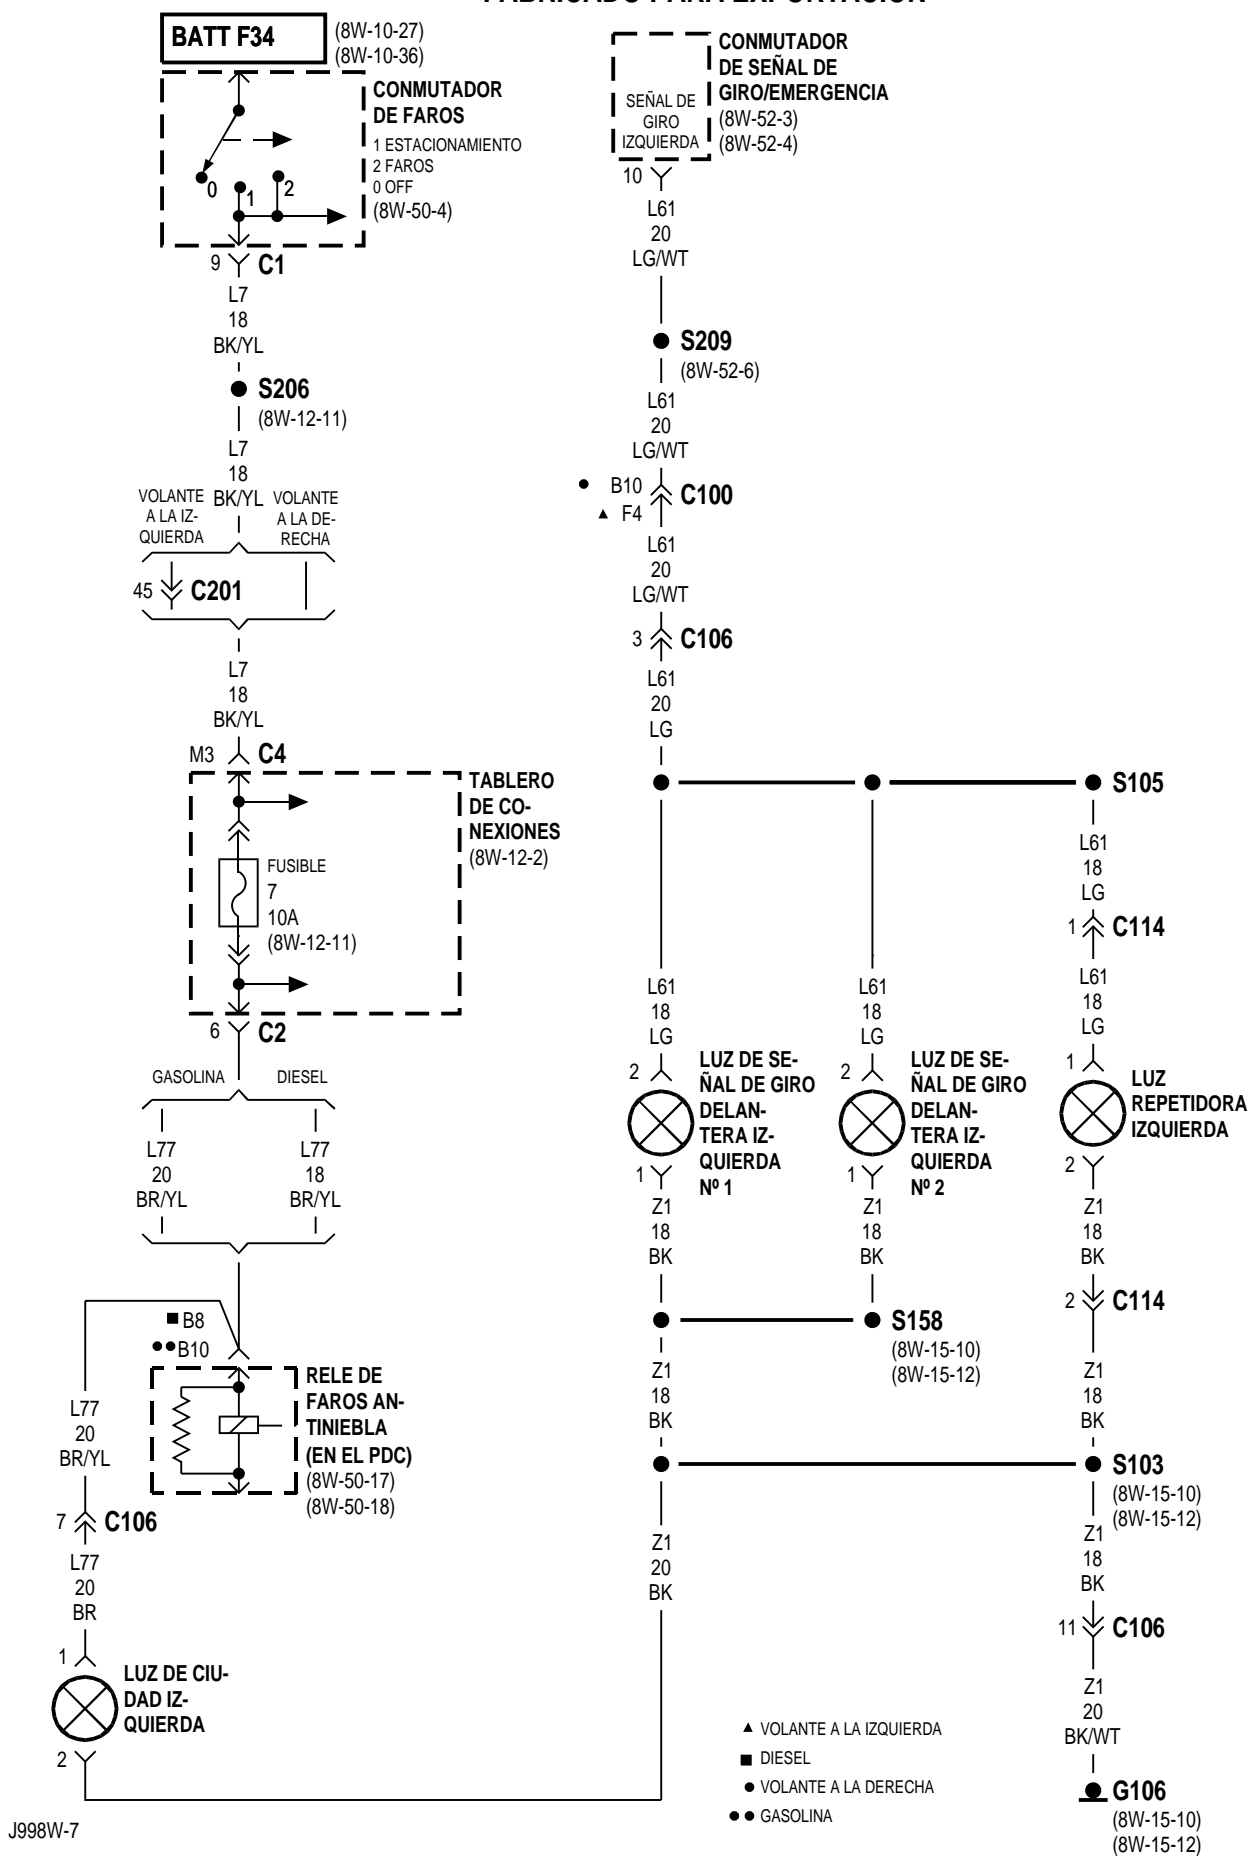 BATT F34
(8W-10-27)
(8W-10-36)
CONMUTADOR
DE FAROS
1 ESTACIONAMIENTO
2 FAROS
0 OFF
(8W-50-4)
0
1
2
9
C1
L7
18
BK/YL
S206
(8W-12-11)
L7
18
BK/YL
VOLANTE
A LA IZ-
QUIERDA
VOLANTE
A LA DE-
RECHA
45
C201
L7
18
BK/YL
M3
C4
TABLERO
DE CO-
NEXIONES
(8W-12-2)
FUSIBLE
7
10A
(8W-12-11)
6
C2
GASOLINA
DIESEL
L77
20
BR/YL
L77
18
BR/YL
B8
B10
RELE DE
FAROS AN-
TINIEBLA
(EN EL PDC)
(8W-50-17)
(8W-50-18)
L77
20
BR/YL
7
C106
L77
20
BR
1
LUZ DE CIU-
DAD IZ-
QUIERDA
2
J998W-7
CONMUTADOR
DE SEÑAL DE
GIRO/EMERGENCIA
(8W-52-3)
(8W-52-4)
SEÑAL DE
GIRO
IZQUIERDA
10
L61
20
LG/WT
S209
(8W-52-6)
L61
20
LG/WT
B10
F4
C100
L61
20
LG/WT
3
C106
L61
20
LG
S105
L61
18
LG
2
LUZ DE SE-
ÑAL DE GIRO
DELAN-
TERA IZ-
QUIERDA
Nº 1
1
Z1
18
BK
L61
18
LG
2
LUZ DE SE-
ÑAL DE GIRO
DELAN-
TERA IZ-
QUIERDA
Nº 2
1
Z1
18
BK
S158
(8W-15-10)
(8W-15-12)
Z1
18
BK
Z1
20
BK
L61
18
LG
1
C114
L61
18
LG
1
LUZ
REPETIDORA
IZQUIERDA
2
Z1
18
BK
2
C114
Z1
18
BK
S103
(8W-15-10)
(8W-15-12)
Z1
18
BK
11
C106
Z1
20
BK/WT
G106
(8W-15-10)
(8W-15-12)
▲ VOLANTE A LA IZQUIERDA
■ DIESEL
● VOLANTE A LA DERECHA
●● GASOLINA